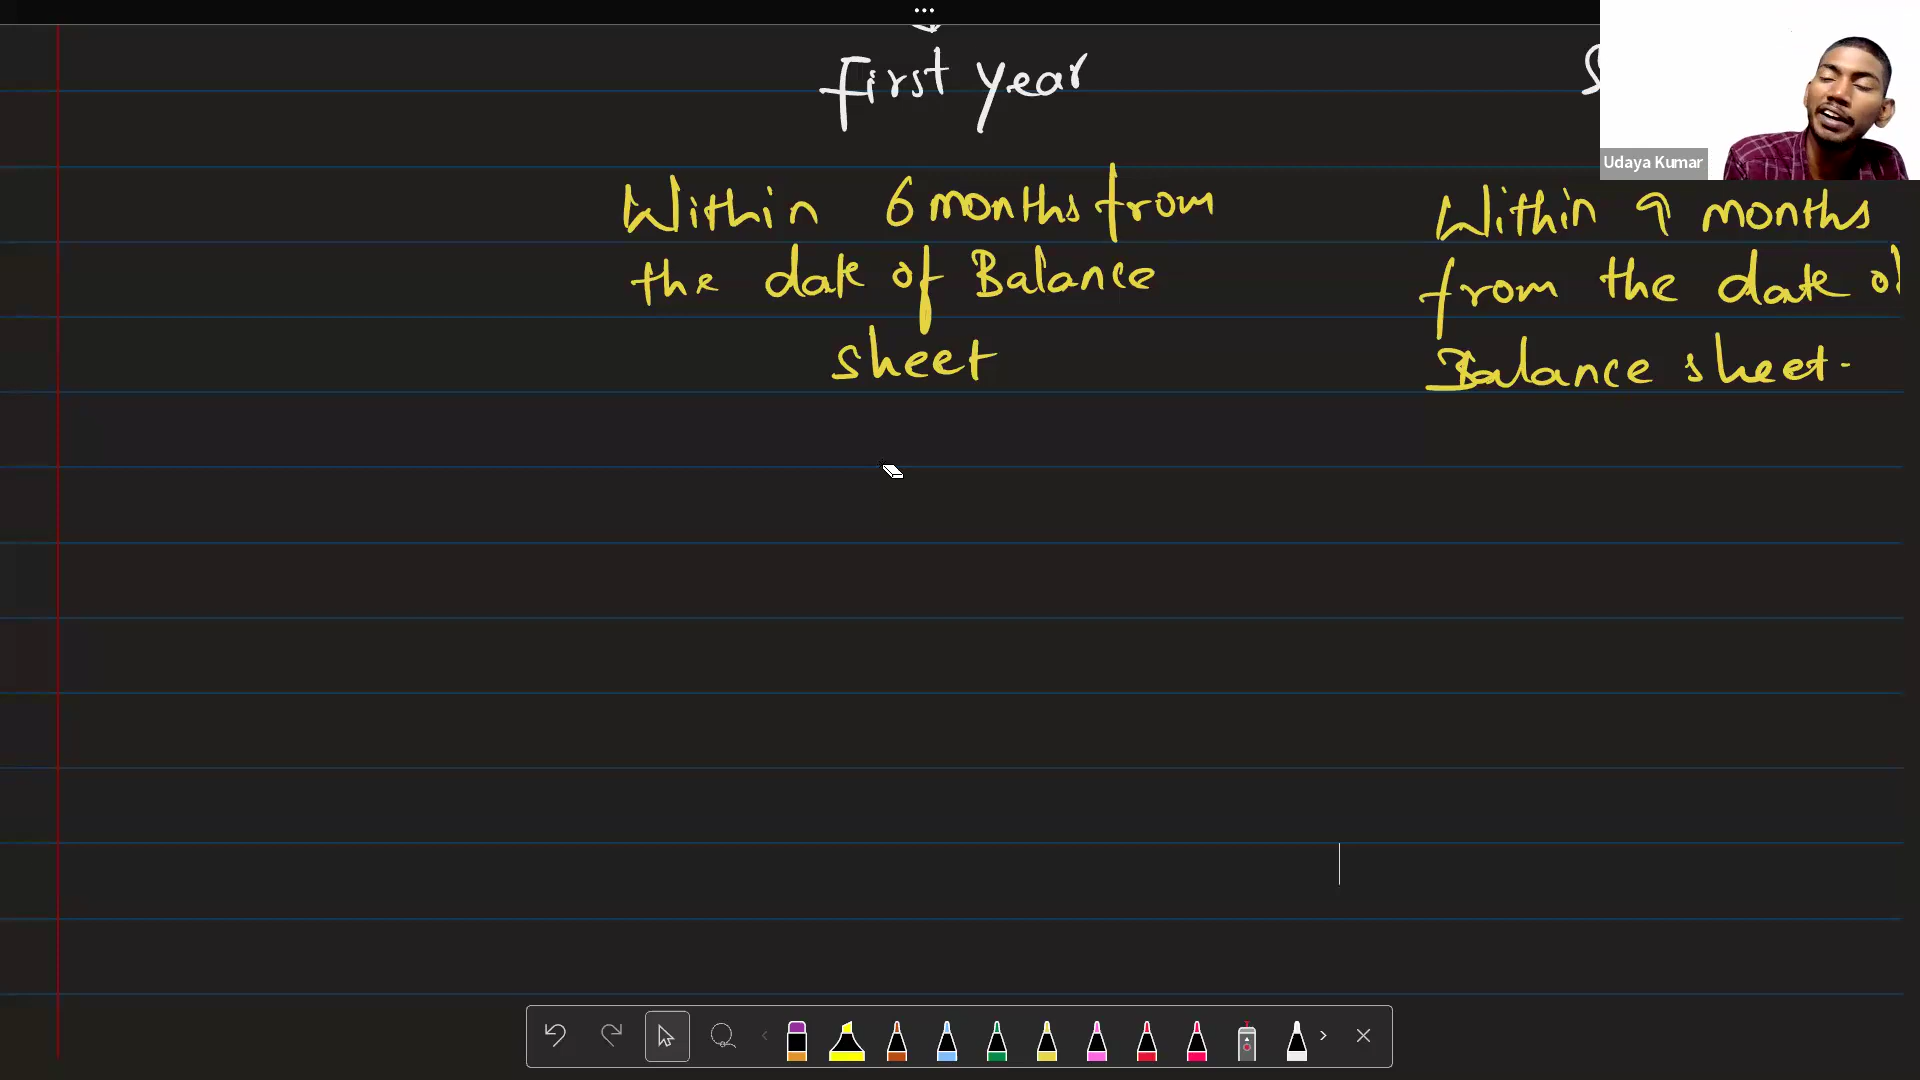 First year
Within 6 months from
the date of Balance
sheet
S
Within 9 months
from the date of
Balance sheet.
Udaya Kumar